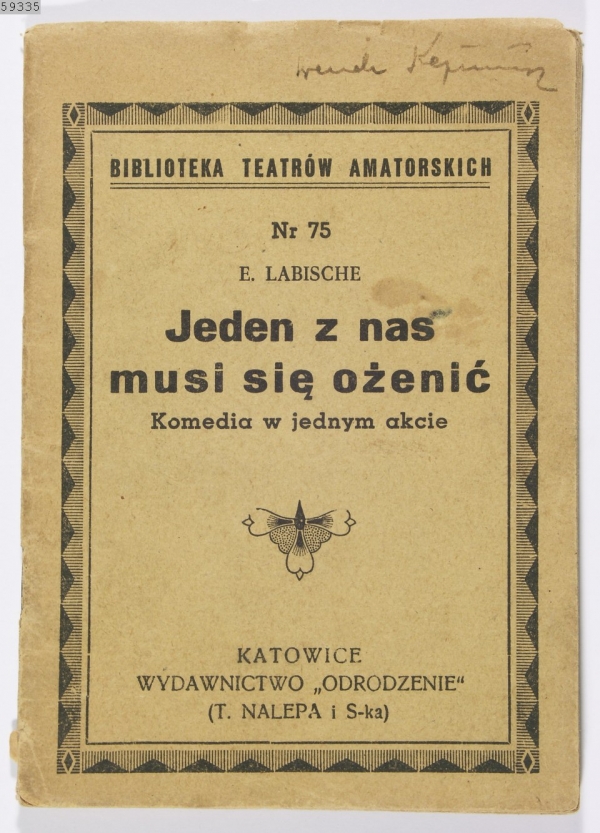 59335
BIBLIOTEKA TEATRÓW AMATORSKICH
Nr 75
E. LABISCHE
Jeden z nas
musi się ożenić
Komedia w jednym akcie
KATOWICE
WYDAWNICTWO „ODRODZENIE“
(T. NALEPA i S-ka)